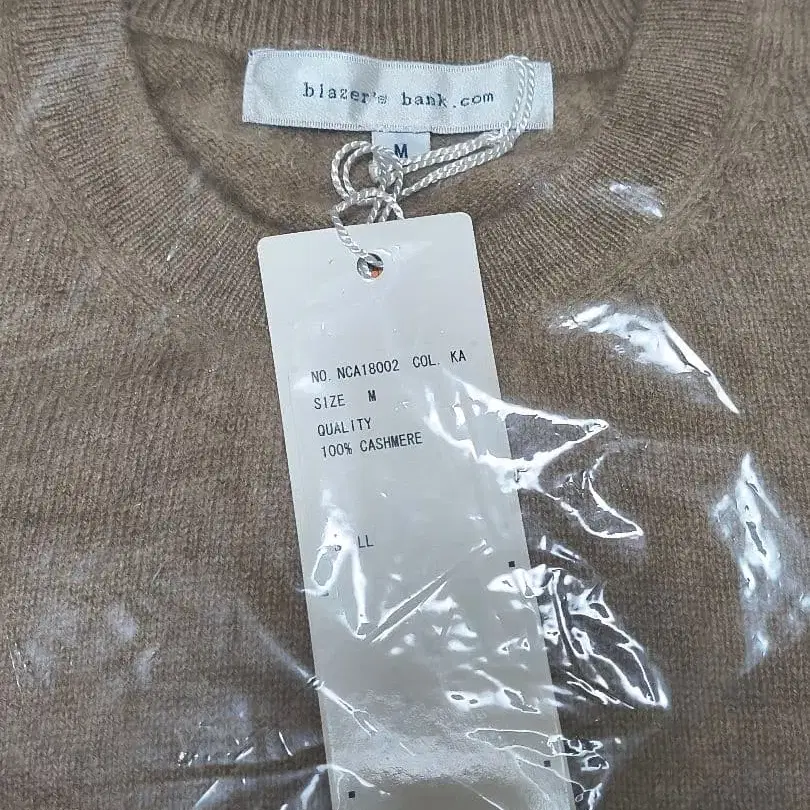 blazer's bank.com
M
NO. NCA18002 COL. KA
SIZE M
QUALITY
100% CASHMERE